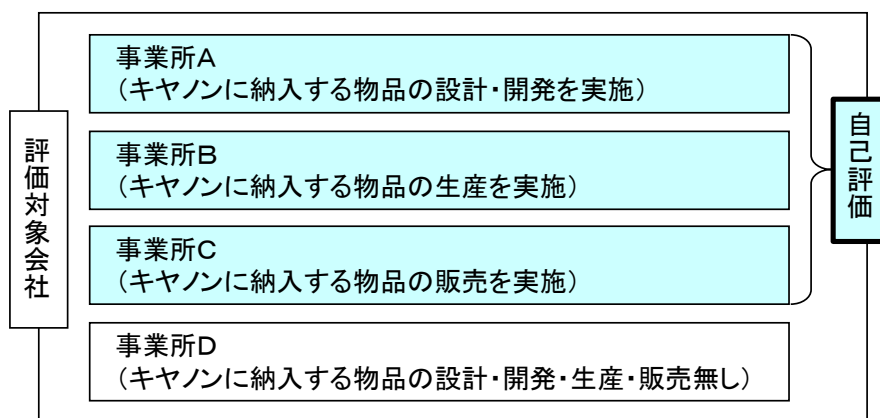 評価対象会社
事業所A
(キヤノンに納入する物品の設計・開発を実施)
事業所B
(キヤノンに納入する物品の生産を実施)
事業所C
(キヤノンに納入する物品の販売を実施)
事業所D
(キヤノンに納入する物品の設計・開発・生産・販売無し)
自己評価